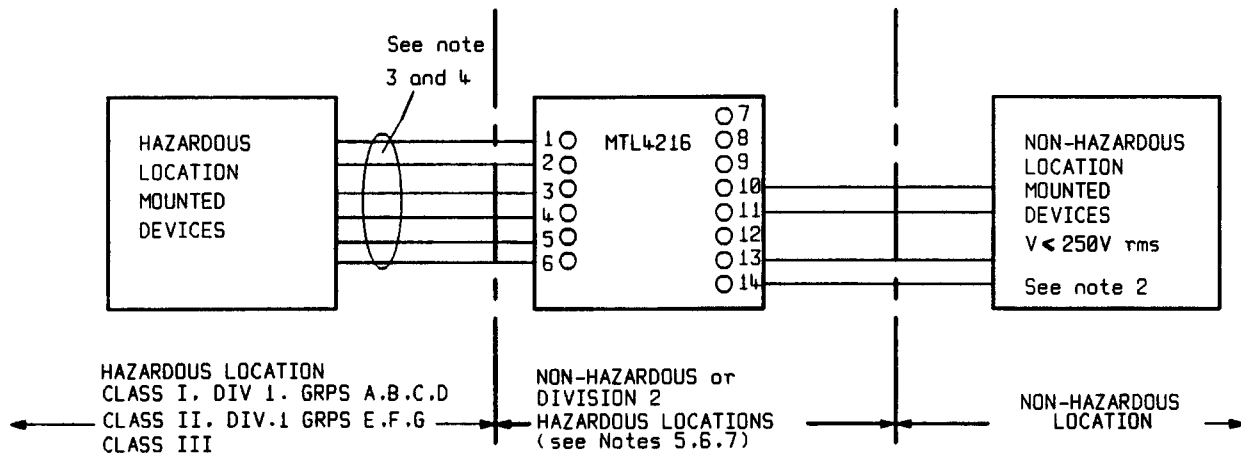 See note
3 and 4
HAZARDOUS
LOCATION
MOUNTED
DEVICES
1
2
3
4
5
6
MTL4216
7
8
9
10
11
12
13
14
NON-HAZARDOUS
LOCATION
MOUNTED
DEVICES
V ≤ 250V rms
See note 2
HAZARDOUS LOCATION
CLASS I. DIV 1. GRPS A.B.C.D
CLASS II. DIV.1 GRPS E.F.G
CLASS III
NON-HAZARDOUS or
DIVISION 2
HAZARDOUS LOCATIONS
(see Notes 5.6.7)
NON-HAZARDOUS
LOCATION